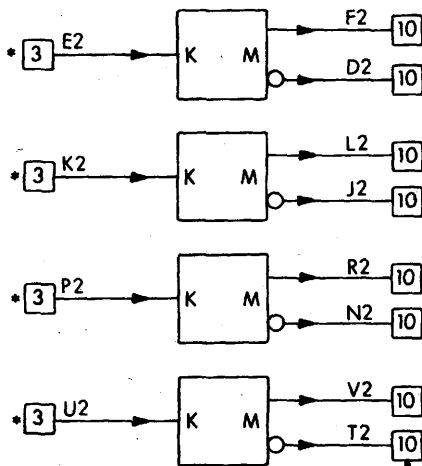 F2 10
* 3 E2 K M
D2 10
L2 10
* 3 K2 K M
J2 10
R2 10
* 3 P2 K M
N2 10
V2 10
* 3 U2 K M
T2 10